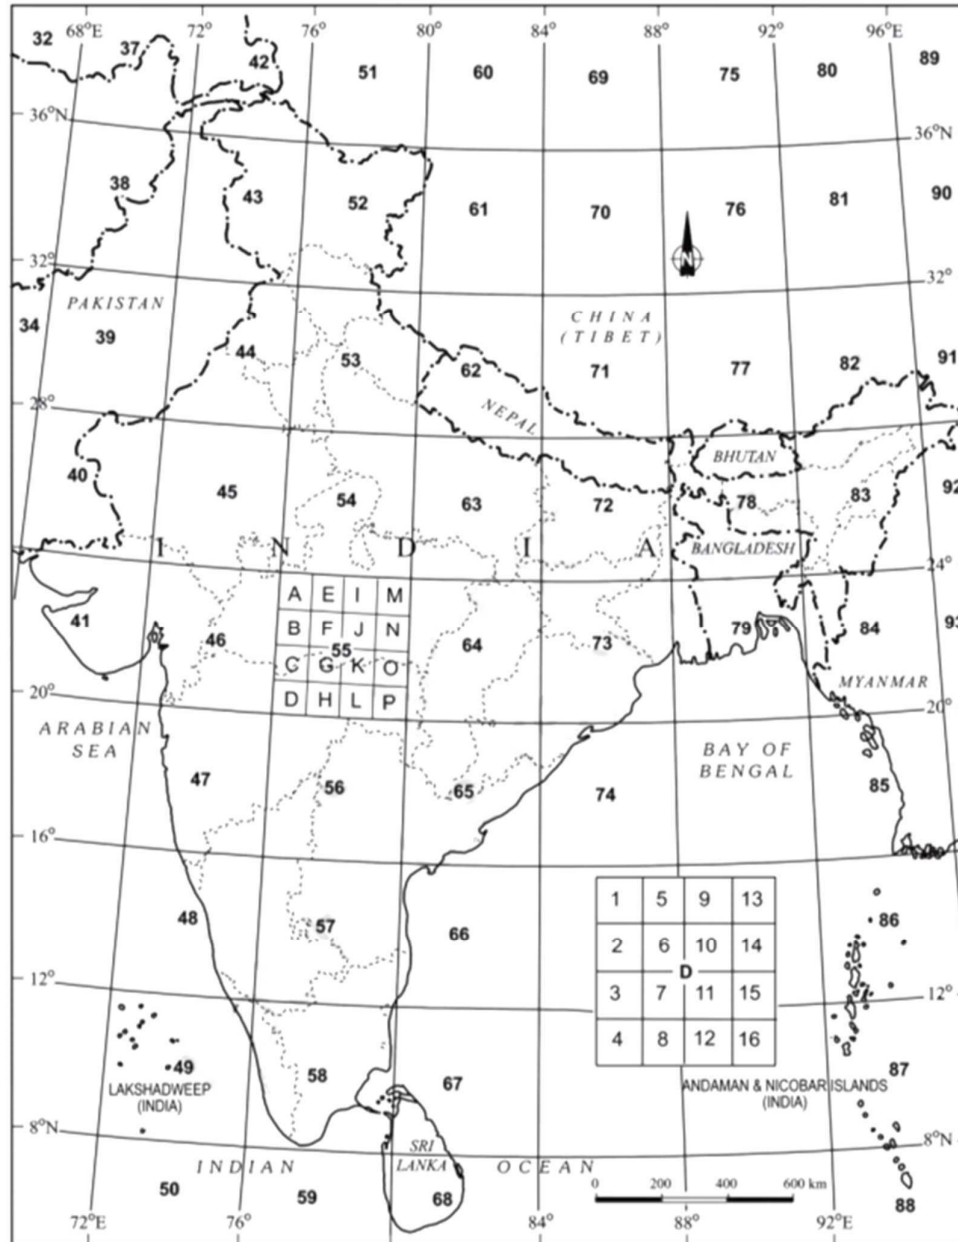 68°E 72° 76° 80° 84° 88° 92° 96°E
32 37 42 51 60 69 75 80 89
36°N 36°N
38 43 52 61 70 76 81 90
N
32° 32°
PAKISTAN
CHINA
(TIBET)
34 39 44 53 62 71 77 82 91
28° 28°
NEPAL
BHUTAN
40 45 54 63 72 78 83 92
I N D I A
BANGLADESH
24°
A E I M
B F J N
55
C G K O
D H L P
41 46 64 73 79 84 93
MYANMAR
20° 20°
ARABIAN
SEA
BAY OF
BENGAL
47 56 65 74 85
16°
1 5 9 13
2 6 10 14
D
3 7 11 15
4 8 12 16
48 57 66 86
12° 12°
49 58 67 87
LAKSHADWEEP
(INDIA)
ANDAMAN & NICOBAR ISLANDS
(INDIA)
8°N 8°N
SRI
LANKA
INDIAN OCEAN
50 59 68 88
0 200 400 600 km
72°E 76° 84° 88° 92°E